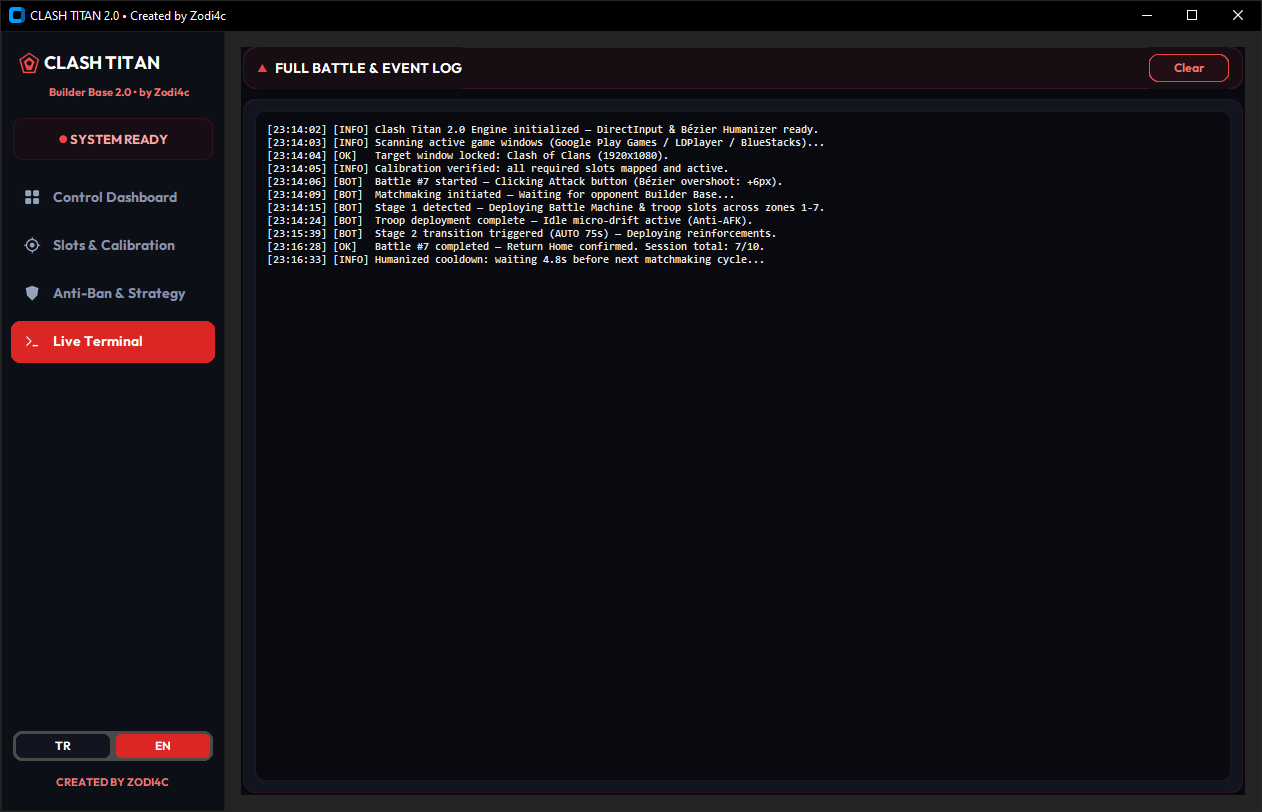 CLASH TITAN 2.0 • Created by Zodi4c
CLASH TITAN
Builder Base 2.0 • by Zodi4c
● SYSTEM READY
Control Dashboard
Slots & Calibration
Anti-Ban & Strategy
Live Terminal
TR EN
CREATED BY ZODI4C
▲ FULL BATTLE & EVENT LOG
Clear
[23:14:02] [INFO] Clash Titan 2.0 Engine initialized — DirectInput & Bézier Humanizer ready.
[23:14:03] [INFO] Scanning active game windows (Google Play Games / LDPlayer / BlueStacks)...
[23:14:04] [OK] Target window locked: Clash of Clans (1920x1080).
[23:14:05] [INFO] Calibration verified: all required slots mapped and active.
[23:14:06] [BOT] Battle #7 started — Clicking Attack button (Bézier overshoot: +6px).
[23:14:09] [BOT] Matchmaking initiated — Waiting for opponent Builder Base...
[23:14:15] [BOT] Stage 1 detected — Deploying Battle Machine & troop slots across zones 1-7.
[23:14:24] [BOT] Troop deployment complete — Idle micro-drift active (Anti-AFK).
[23:15:39] [BOT] Stage 2 transition triggered (AUTO 75s) — Deploying reinforcements.
[23:16:28] [OK] Battle #7 completed — Return Home confirmed. Session total: 7/10.
[23:16:33] [INFO] Humanized cooldown: waiting 4.8s before next matchmaking cycle...